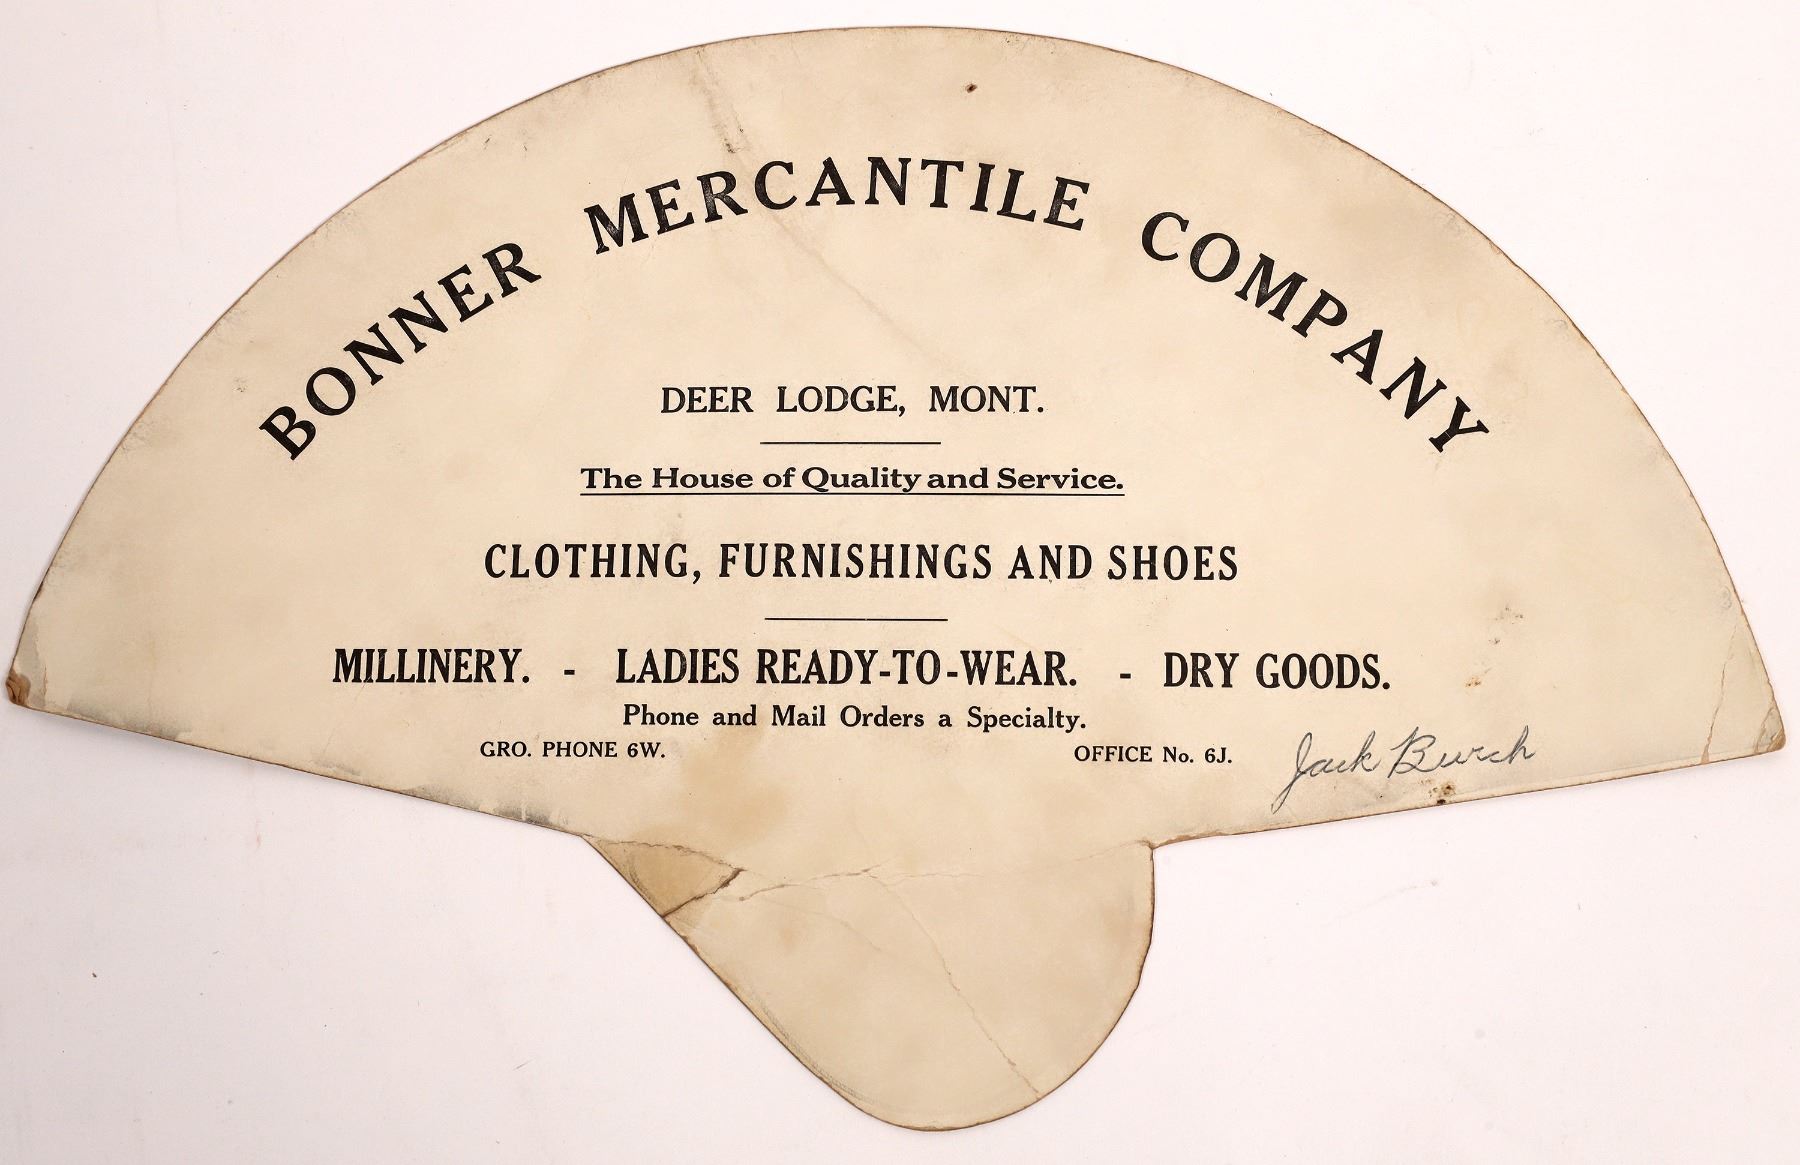 BONNER MERCANTILE COMPANY
DEER LODGE, MONT.
The House of Quality and Service.
CLOTHING, FURNISHINGS AND SHOES
MILLINERY. - LADIES READY-TO-WEAR. - DRY GOODS.
Phone and Mail Orders a Specialty.
GRO. PHONE 6W. OFFICE No. 6J.
Jack Burch